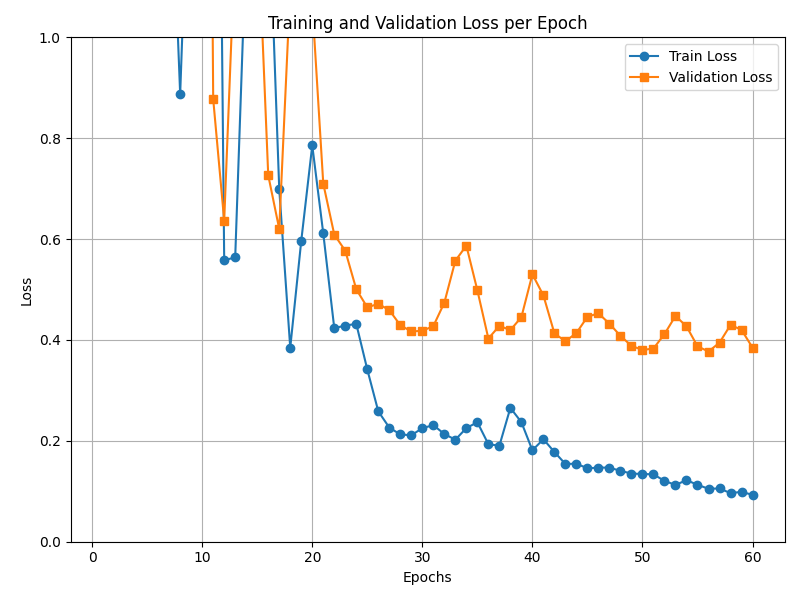 Training and Validation Loss per Epoch
Train Loss
Validation Loss
1.0
0.8
0.6
0.4
0.2
0.0
Loss
0 10 20 30 40 50 60
Epochs